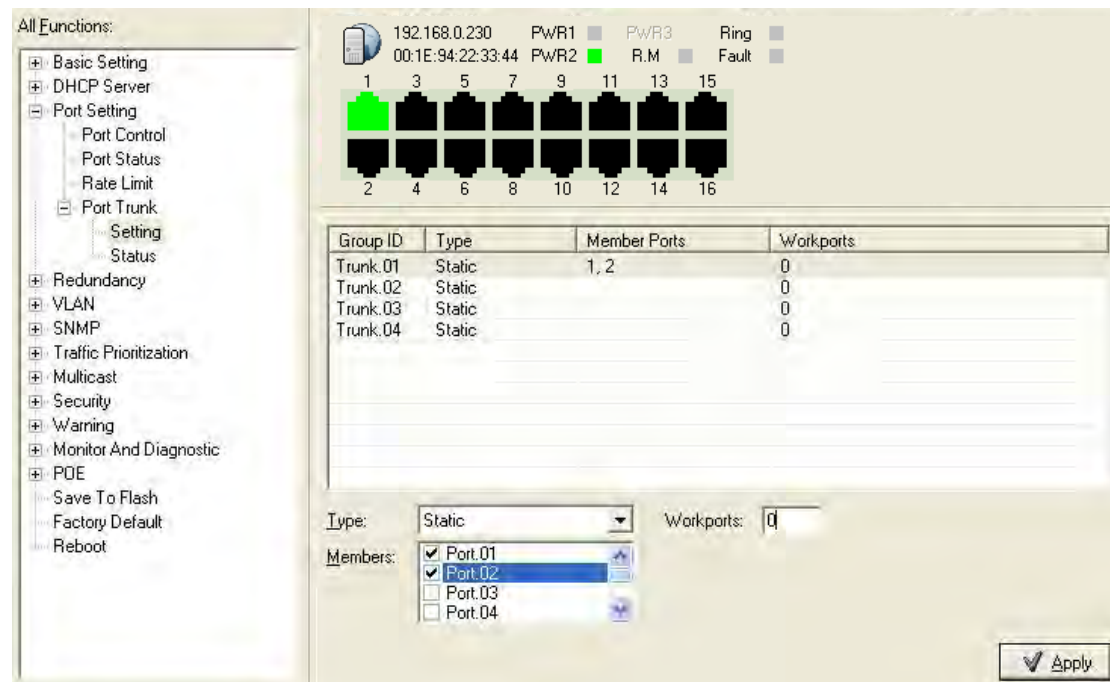 All Functions:
Basic Setting
DHCP Server
Port Setting
Port Control
Port Status
Rate Limit
Port Trunk
Setting
Status
Redundancy
VLAN
SNMP
Traffic Prioritization
Multicast
Security
Warning
Monitor And Diagnostic
POE
Save To Flash
Factory Default
Reboot
192.168.0.230 PWR1 PWR3 Ring
00:1E:94:22:33:44 PWR2 R.M Fault
1 3 5 7 9 11 13 15
2 4 6 8 10 12 14 16
Group ID Type Member Ports Workports
Trunk.01 Static 1, 2 0
Trunk.02 Static 0
Trunk.03 Static 0
Trunk.04 Static 0
Type: Static Workports: 0
Members: Port.01
Port.02
Port.03
Port.04
Apply